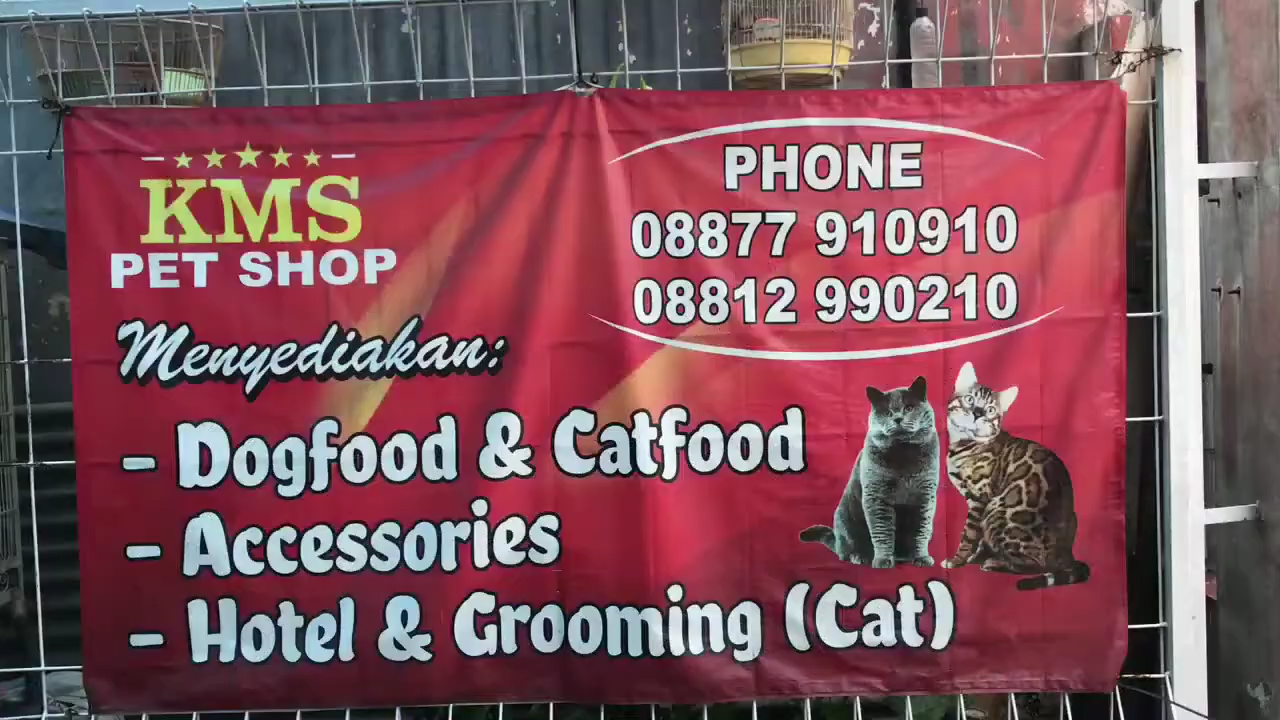 KMS
PET SHOP
PHONE
08877 910910
08812 990210
Menyediakan:
- Dogfood & Catfood
- Accessories
- Hotel & Grooming (Cat)